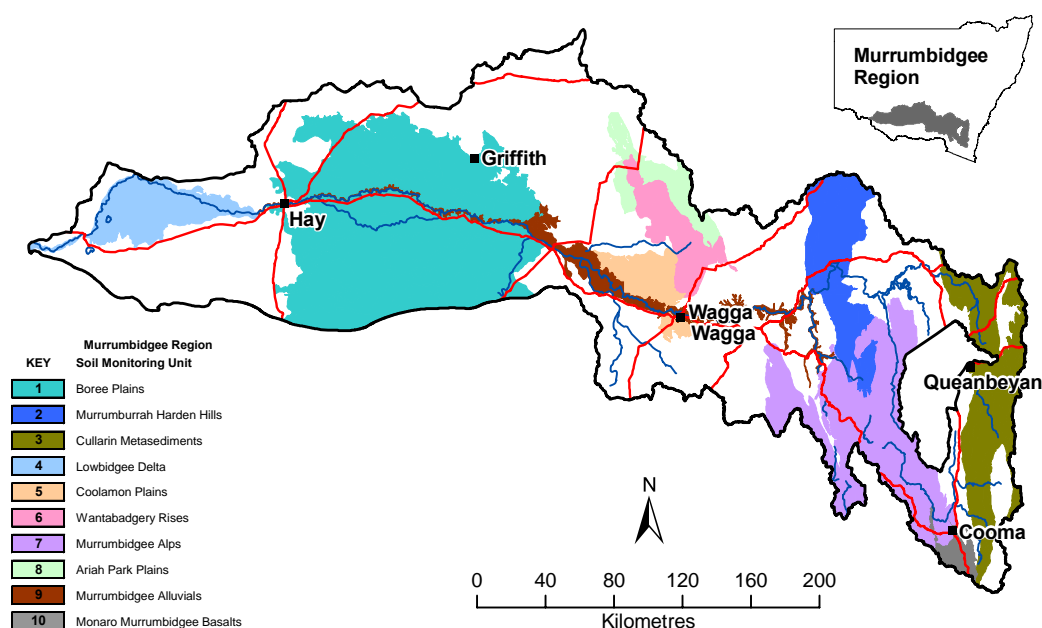 Murrumbidgee
Region
Griffith
Hay
Wagga
Wagga
Queanbeyan
Cooma
Murrumbidgee Region
KEY Soil Monitoring Unit
1 Boree Plains
2 Murrumburrah Harden Hills
3 Cullarin Metasediments
4 Lowbidgee Delta
5 Coolamon Plains
6 Wantabadgery Rises
7 Murrumbidgee Alps
8 Ariah Park Plains
9 Murrumbidgee Alluvials
10 Monaro Murrumbidgee Basalts
N
0 40 80 120 160 200
Kilometres